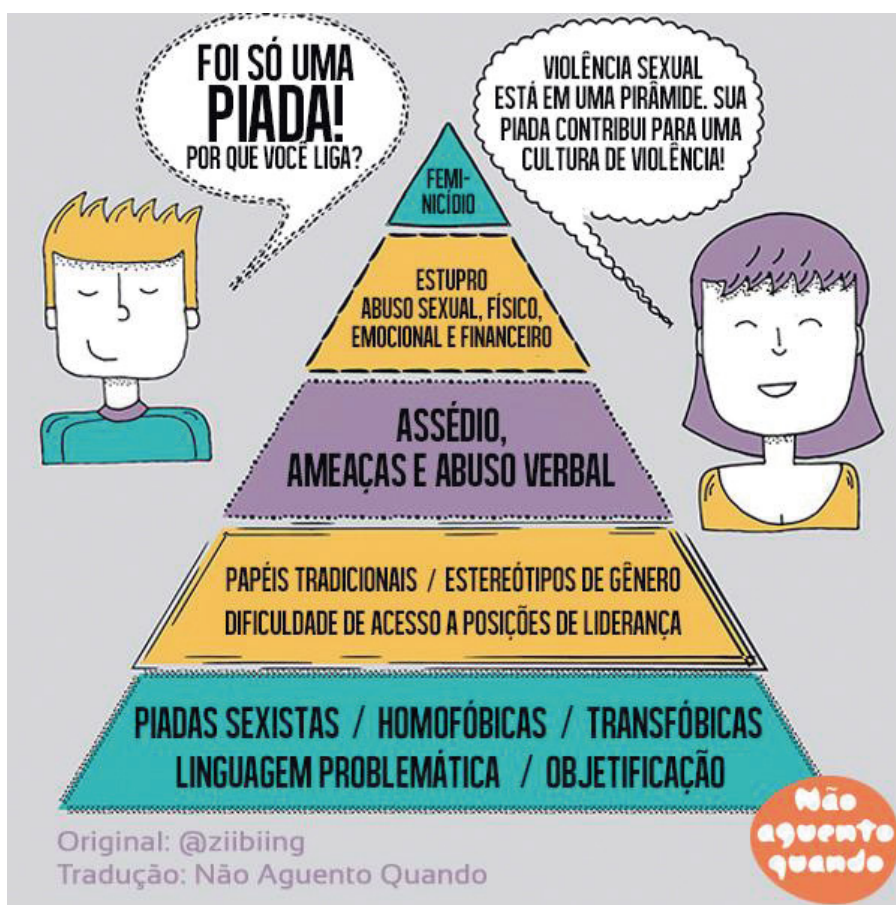 FOI SÓ UMA
PIADA!
POR QUE VOCÊ LIGA?
VIOLÊNCIA SEXUAL
ESTÁ EM UMA PIRÂMIDE. SUA
PIADA CONTRIBUI PARA UMA
CULTURA DE VIOLÊNCIA!
FEMI-
NICÍDIO
ESTUPRO
ABUSO SEXUAL, FÍSICO,
EMOCIONAL E FINANCEIRO
ASSÉDIO,
AMEAÇAS E ABUSO VERBAL
PAPÉIS TRADICIONAIS / ESTEREÓTIPOS DE GÊNERO
DIFICULDADE DE ACESSO A POSIÇÕES DE LIDERANÇA
PIADAS SEXISTAS / HOMOFÓBICAS / TRANSFÓBICAS
LINGUAGEM PROBLEMÁTICA / OBJETIFICAÇÃO
Original: @ziibiing
Tradução: Não Aguento Quando
Não
aguento
quando